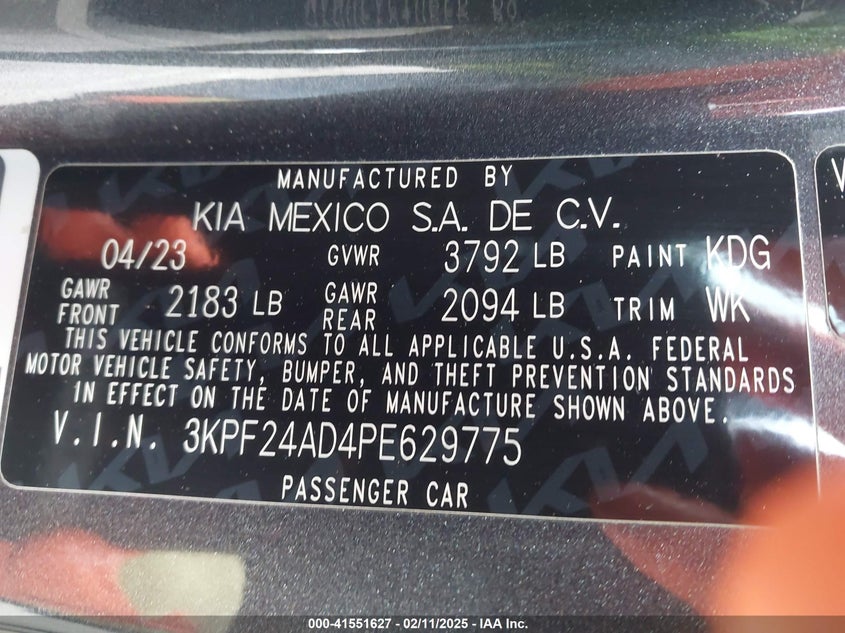 MANUFACTURED BY
KIA MEXICO S.A. DE C.V.
04/23 GVWR 3792 LB PAINT KDG
GAWR FRONT 2183 LB GAWR REAR 2094 LB TRIM WK
THIS VEHICLE CONFORMS TO ALL APPLICABLE U.S.A. FEDERAL
MOTOR VEHICLE SAFETY, BUMPER, AND THEFT PREVENTION STANDARDS
IN EFFECT ON THE DATE OF MANUFACTURE SHOWN ABOVE.
V.I.N. 3KPF24AD4PE629775
PASSENGER CAR
000-41551627 - 02/11/2025 - IAA Inc.